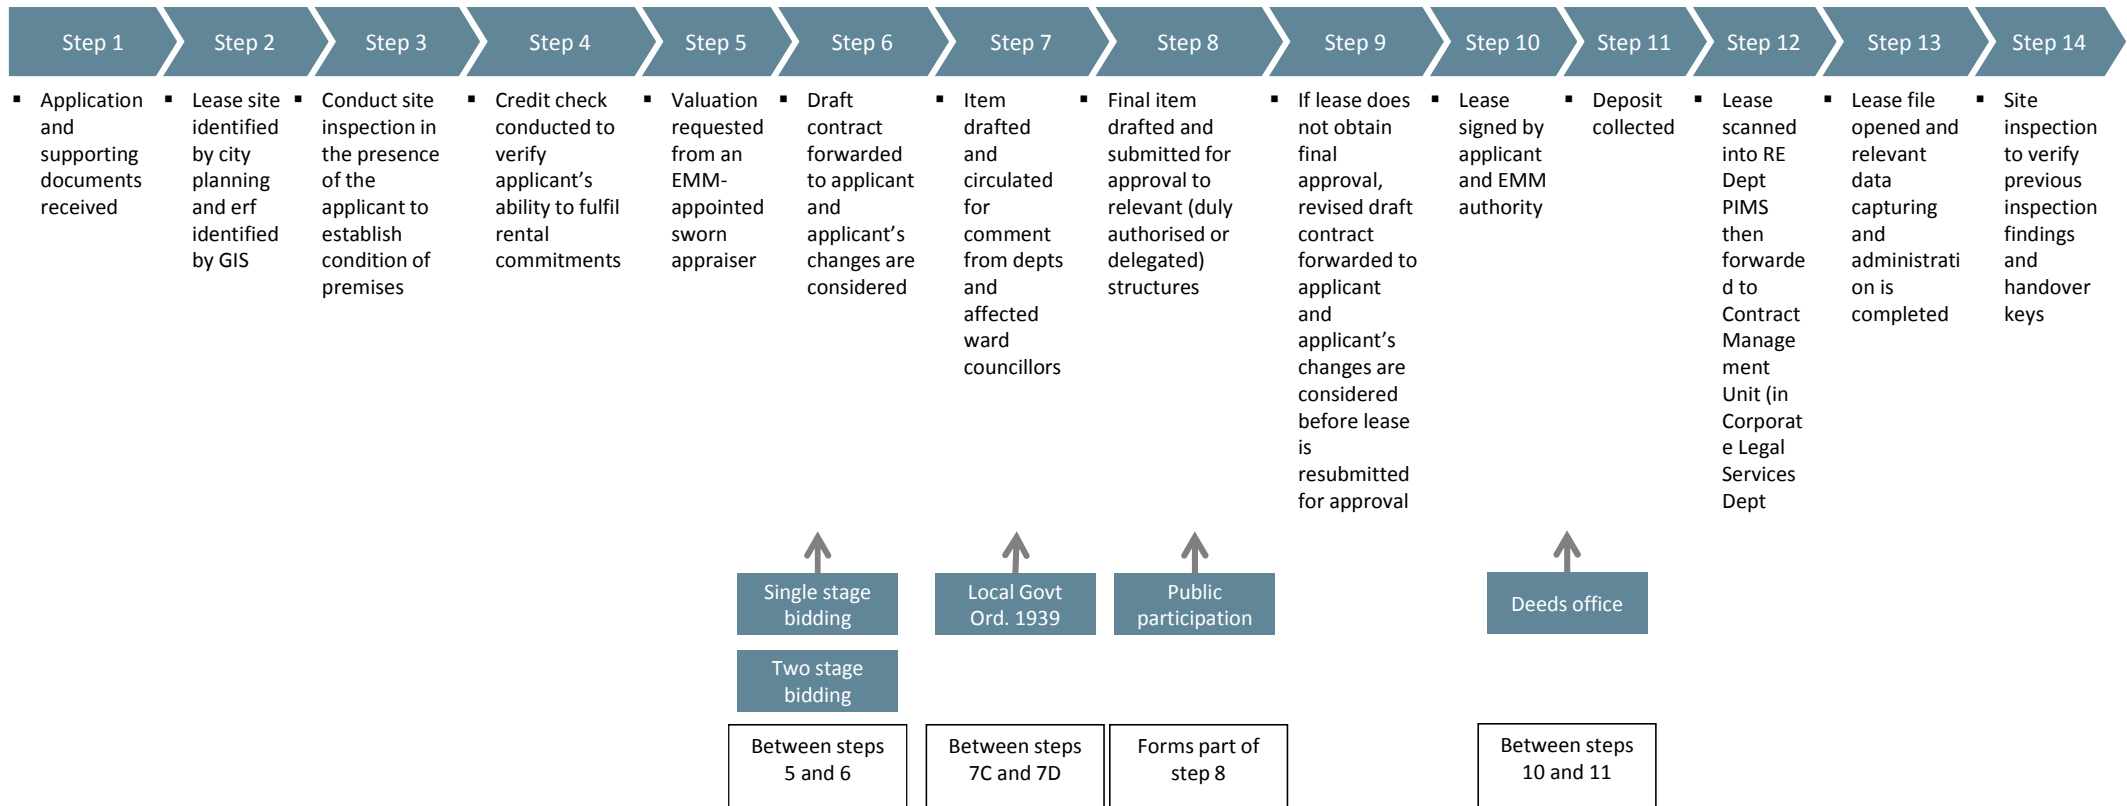 Step 1
Step 2
Step 3
Step 4
Step 5
Step 6
Step 7
Step 8
Step 9
Step 10
Step 11
Step 12
Step 13
Step 14
▪ Application
and
supporting
documents
received
▪ Lease site
identified
by city
planning
and erf
identified
by GIS
▪ Conduct site
inspection in
the presence
of the
applicant to
establish
condition of
premises
▪ Credit check
conducted to
verify
applicant’s
ability to fulfil
rental
commitments
▪ Valuation
requested
from an
EMM-
appointed
sworn
appraiser
▪ Draft
contract
forwarded
to applicant
and
applicant’s
changes are
considered
▪ Item
drafted
and
circulated
for
comment
from depts
and
affected
ward
councillors
▪ Final item
drafted and
submitted for
approval to
relevant (duly
authorised or
delegated)
structures
▪ If lease does
not obtain
final
approval,
revised draft
contract
forwarded to
applicant
and
applicant’s
changes are
considered
before lease
is
resubmitted
for approval
▪ Lease
signed by
applicant
and EMM
authority
▪ Deposit
collected
▪ Lease
scanned
into RE
Dept
PIMS
then
forwarde
d to
Contract
Manage
ment
Unit (in
Corporat
e Legal
Services
Dept
▪ Lease file
opened and
relevant
data
capturing
and
administrati
on is
completed
▪ Site
inspection
to verify
previous
inspection
findings
and
handover
keys
Single stage
bidding
Local Govt
Ord. 1939
Public
participation
Deeds office
Two stage
bidding
Between steps
5 and 6
Between steps
7C and 7D
Forms part of
step 8
Between steps
10 and 11